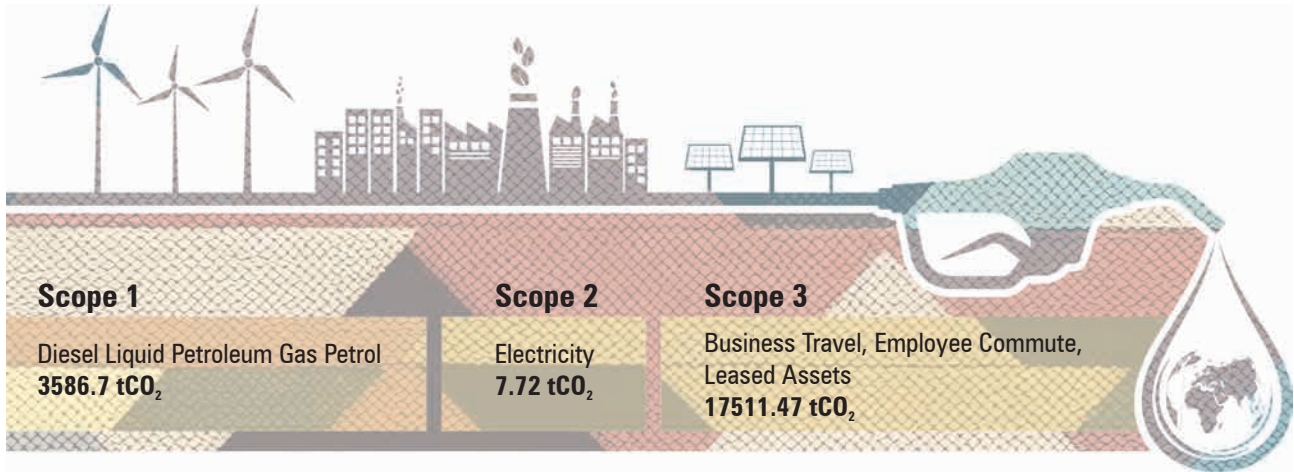 Scope 1
Diesel Liquid Petroleum Gas Petrol
3586.7 tCO₂
Scope 2
Electricity
7.72 tCO₂
Scope 3
Business Travel, Employee Commute,
Leased Assets
17511.47 tCO₂